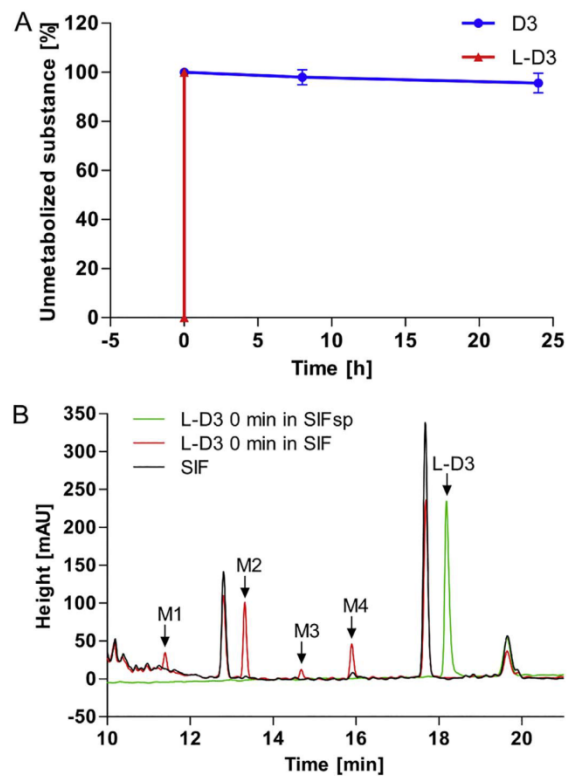 A
D3
L-D3
Unmetabolized substance [%]
120
100
80
60
40
20
0
-5 0 5 10 15 20 25
Time [h]
B
L-D3 0 min in SIFsp
L-D3 0 min in SIF
SIF
Height [mAU]
350
300
250
200
150
100
50
0
-50
M1
M2
M3
M4
L-D3
10 12 14 16 18 20
Time [min]